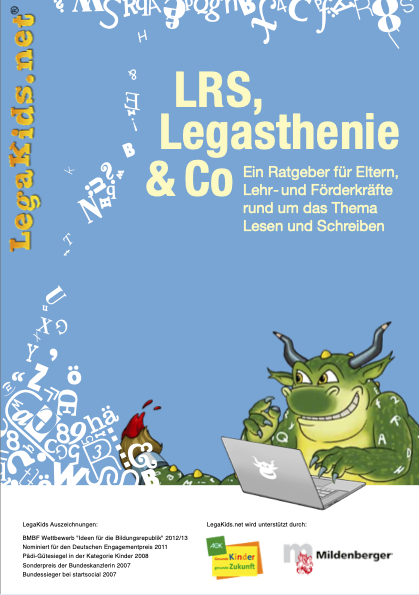 LegaKids.net®
LRS,
Legasthenie
& Co
Ein Ratgeber für Eltern,
Lehr- und Förderkräfte
rund um das Thema
Lesen und Schreiben
LegaKids Auszeichnungen:
BMBF Wettbewerb "Ideen für die Bildungsrepublik" 2012/13
Nominiert für den Deutschen Engagementpreis 2011
Pädi-Gütesiegel in der Kategorie Kinder 2008
Sonderpreis der Bundeskanzlerin 2007
Bundessieger bei startsocial 2007
LegaKids.net wird unterstützt durch:
AOK
Gesunde Kinder
gesunde Zukunft
m Mildenberger